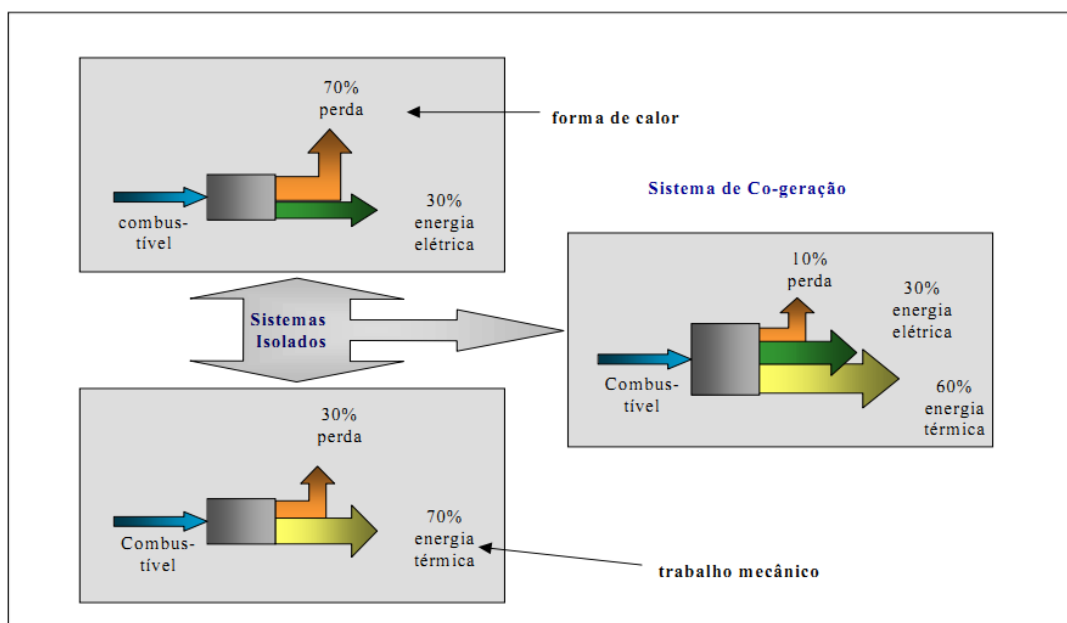 70%
perda
forma de calor
combus-
tível
30%
energia
elétrica
Sistemas
Isolados
Sistema de Co-geração
10%
perda
30%
energia
elétrica
Combus-
tível
60%
energia
térmica
30%
perda
Combus-
tível
70%
energia
térmica
trabalho mecânico